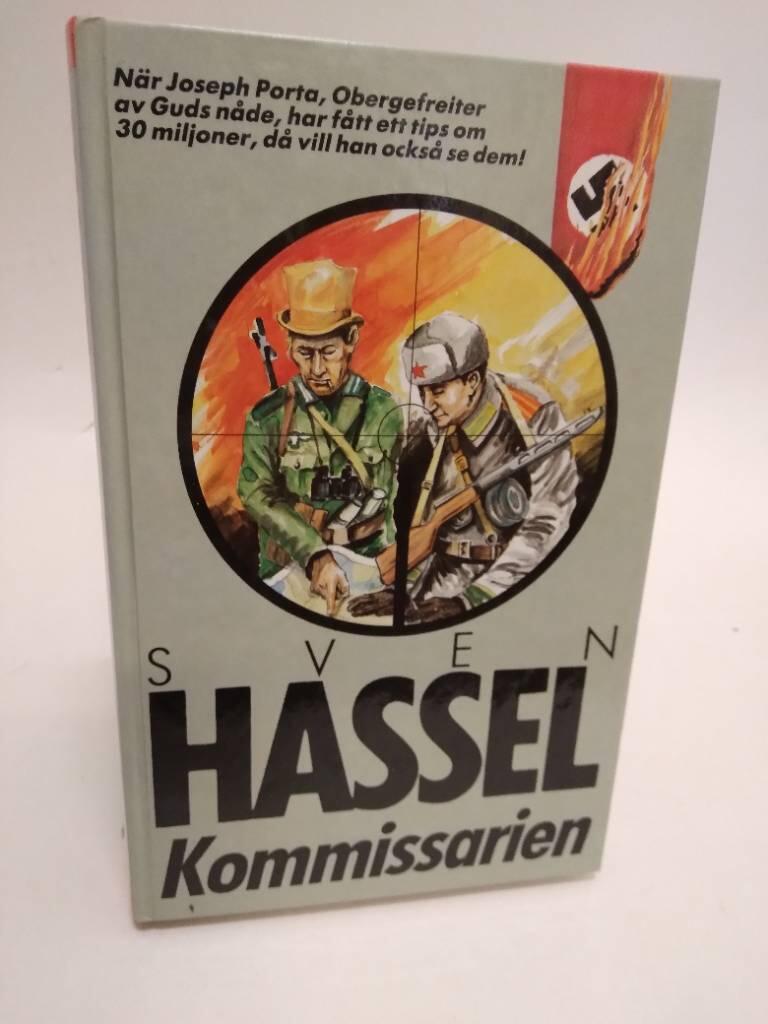 När Joseph Porta, Obergefreiter
av Guds nåde, har fått ett tips om
30 miljoner, då vill han också se dem!
SVEN
HASSEL
Kommissarien